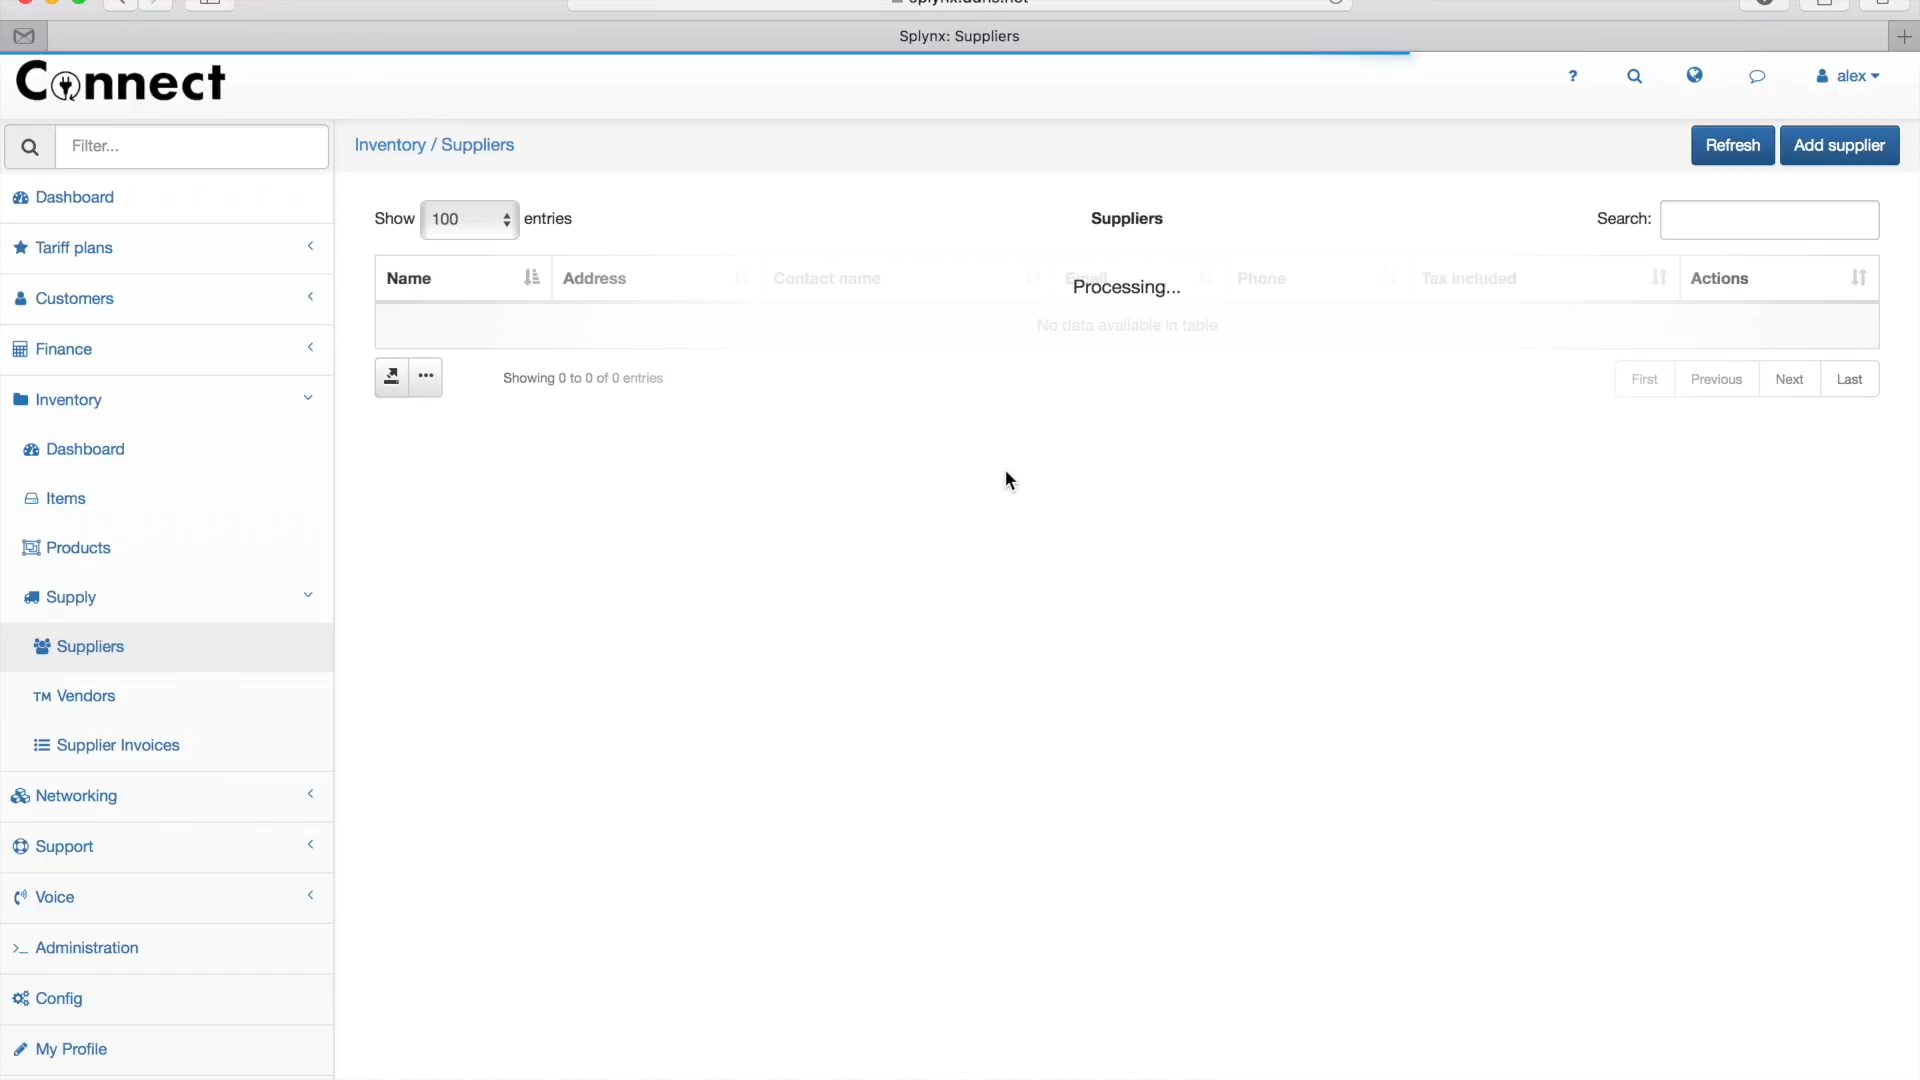 Splynx: Suppliers
Connect
? alex
Filter...
Inventory / Suppliers
Refresh Add supplier
Dashboard
Tariff plans
Customers
Finance
Inventory
Dashboard
Items
Products
Supply
Suppliers
TM Vendors
Supplier Invoices
Networking
Support
Voice
Administration
Config
My Profile
Show 100 entries
Suppliers
Search:
Name Address Contact name Email Phone Tax included Actions
Processing...
No data available in table
Showing 0 to 0 of 0 entries
First Previous Next Last